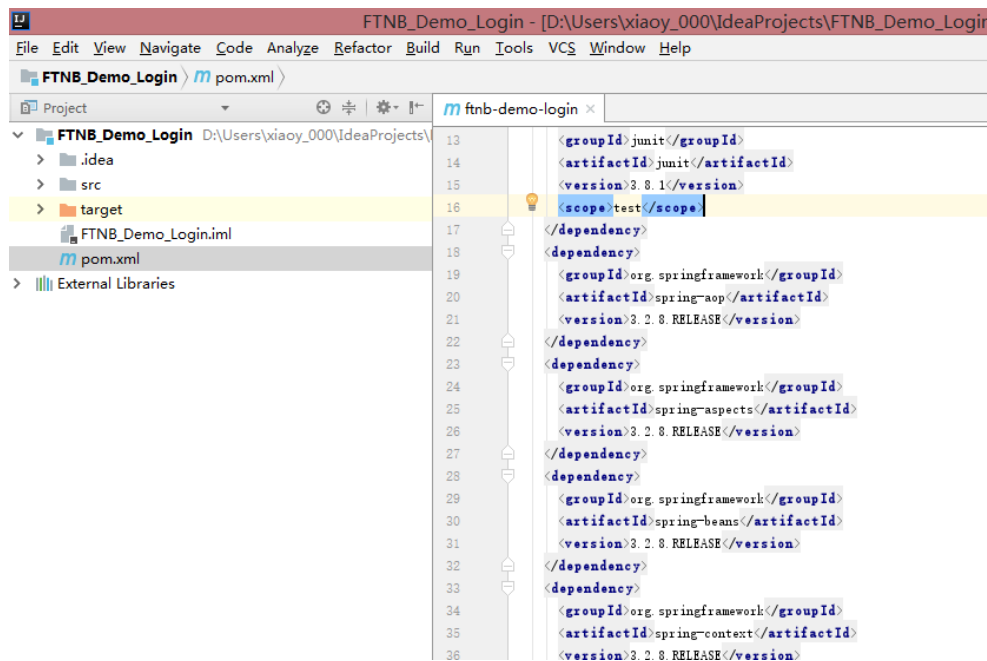 FTNB_Demo_Login - [D:\Users\xiaoy_000\IdeaProjects\FTNB_Demo_Login
File Edit View Navigate Code Analyze Refactor Build Run Tools VCS Window Help
FTNB_Demo_Login m pom.xml
Project
m ftnb-demo-login ×
FTNB_Demo_Login D:\Users\xiaoy_000\IdeaProjects\
.idea
src
target
FTNB_Demo_Login.iml
m pom.xml
External Libraries
13 <groupId>junit</groupId>
14 <artifactId>junit</artifactId>
15 <version>3.8.1</version>
16 <scope>test</scope>
17 </dependency>
18 <dependency>
19 <groupId>org.springframework</groupId>
20 <artifactId>spring-aop</artifactId>
21 <version>3.2.8.RELEASE</version>
22 </dependency>
23 <dependency>
24 <groupId>org.springframework</groupId>
25 <artifactId>spring-aspects</artifactId>
26 <version>3.2.8.RELEASE</version>
27 </dependency>
28 <dependency>
29 <groupId>org.springframework</groupId>
30 <artifactId>spring-beans</artifactId>
31 <version>3.2.8.RELEASE</version>
32 </dependency>
33 <dependency>
34 <groupId>org.springframework</groupId>
35 <artifactId>spring-context</artifactId>
36 <version>3.2.8.RELEASE</version>